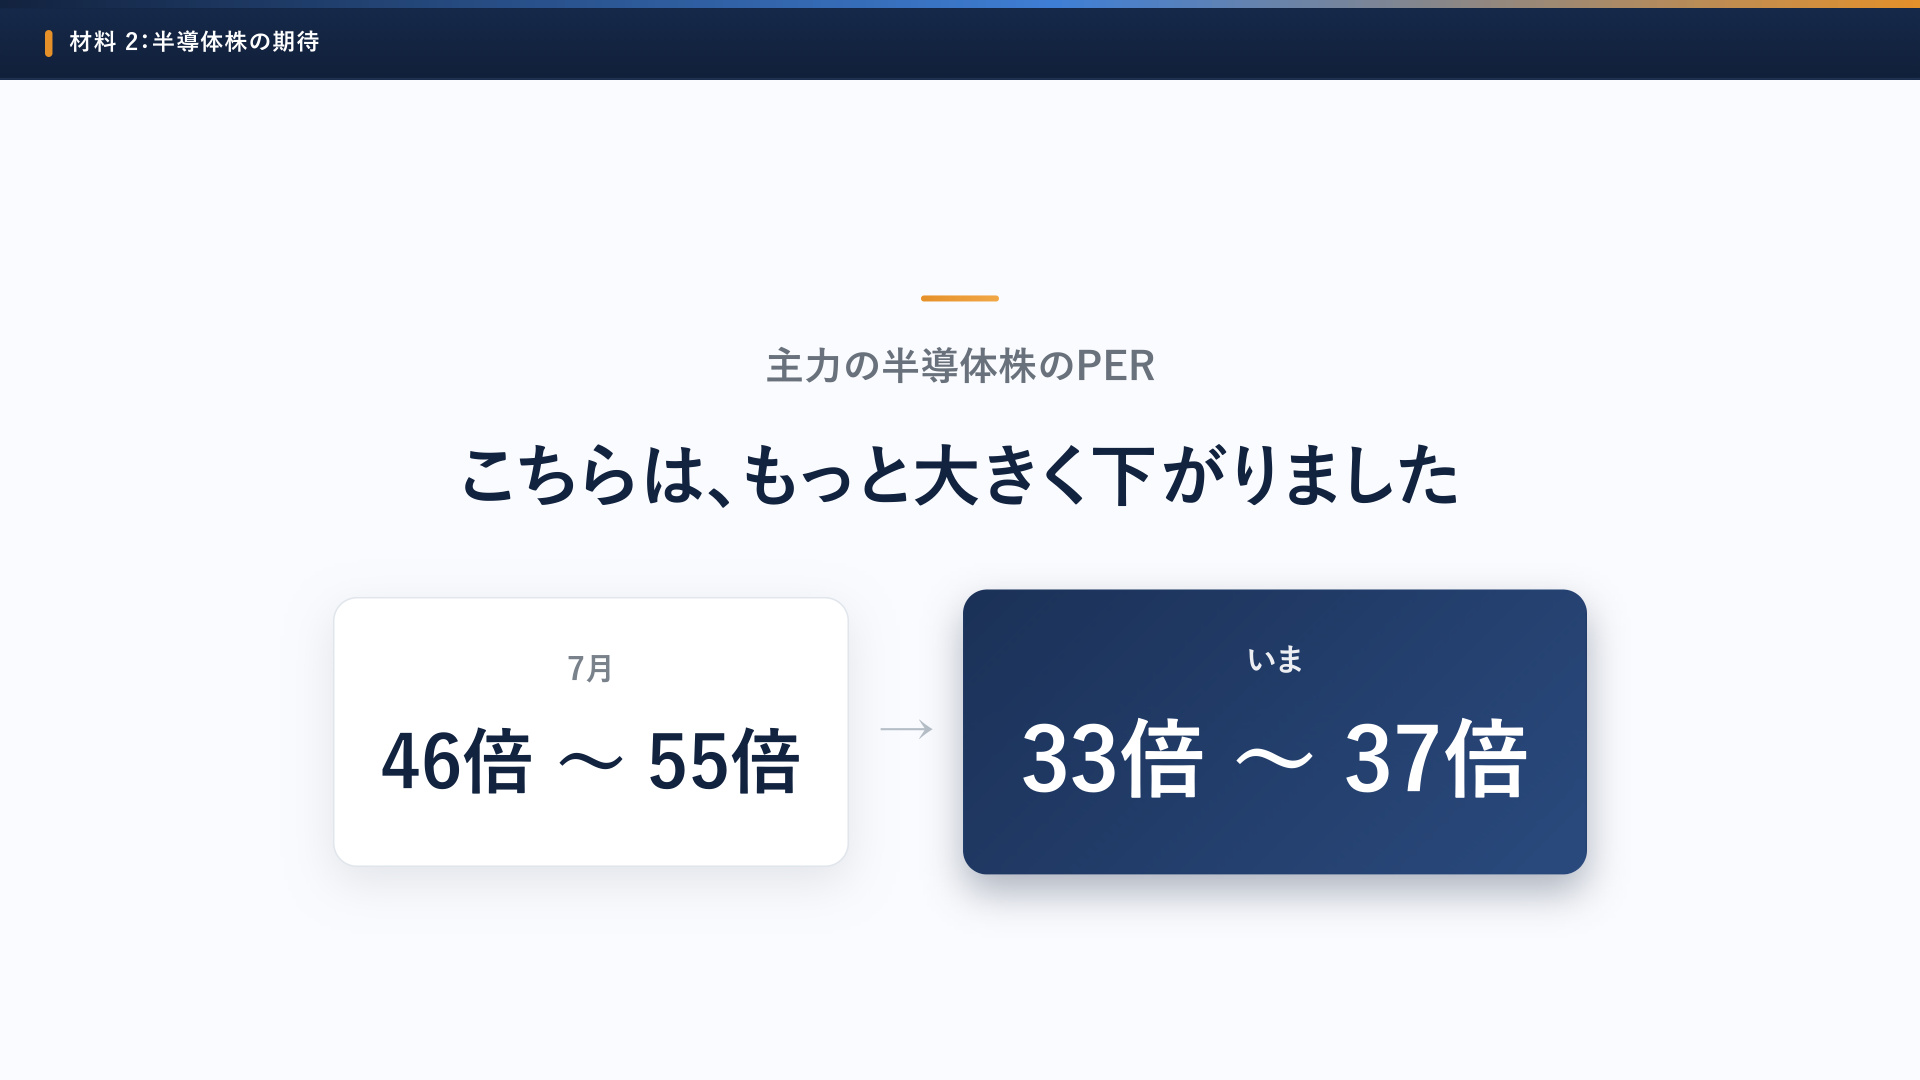 材料 2：半導体株の期待
主力の半導体株のPER
こちらは、もっと大きく下がりました
7月
46倍 〜 55倍
→
いま
33倍 〜 37倍